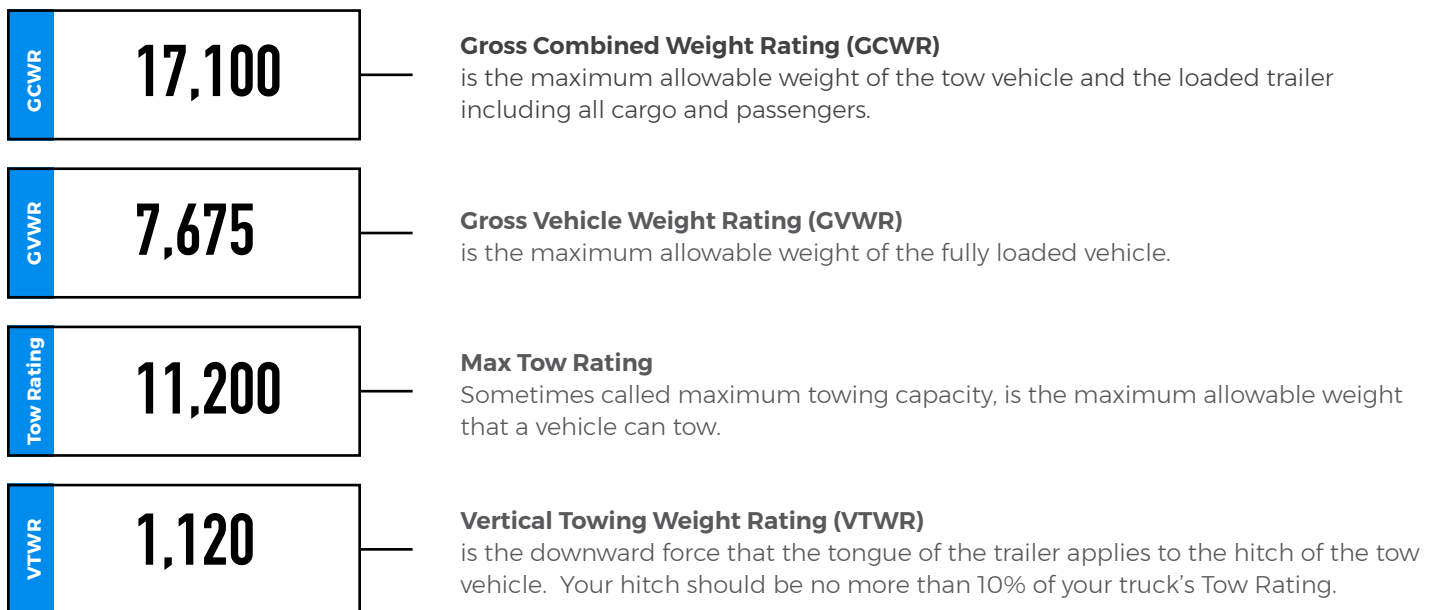 GCWR
17,100
Gross Combined Weight Rating (GCWR)
is the maximum allowable weight of the tow vehicle and the loaded trailer
including all cargo and passengers.
GVWR
7,675
Gross Vehicle Weight Rating (GVWR)
is the maximum allowable weight of the fully loaded vehicle.
Tow Rating
11,200
Max Tow Rating
Sometimes called maximum towing capacity, is the maximum allowable weight
that a vehicle can tow.
VTWR
1,120
Vertical Towing Weight Rating (VTWR)
is the downward force that the tongue of the trailer applies to the hitch of the tow
vehicle.  Your hitch should be no more than 10% of your truck’s Tow Rating.